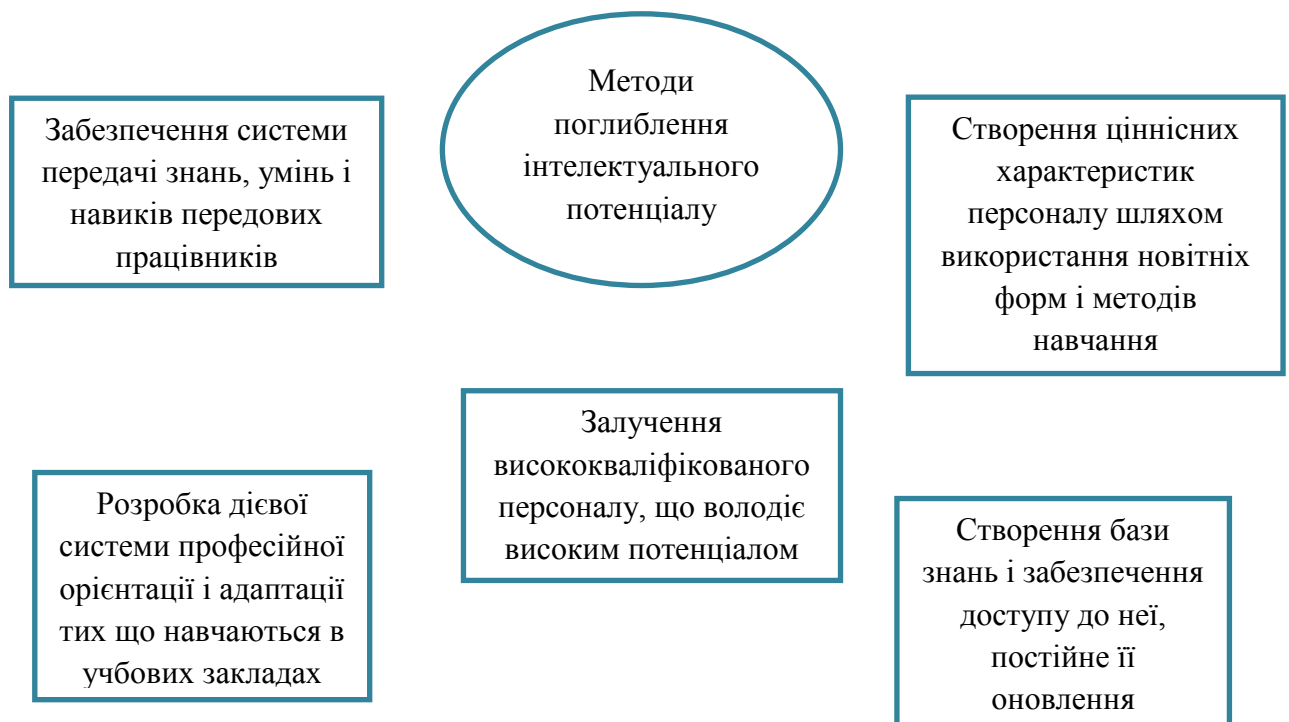 Методи
поглиблення
інтелектуального
потенціалу
Забезпечення системи
передачі знань, умінь і
навиків передових
працівників
Створення ціннісних
характеристик
персоналу шляхом
використання новітніх
форм і методів
навчання
Залучення
висококваліфікованого
персоналу, що володіє
високим потенціалом
Розробка дієвої
системи професійної
орієнтації і адаптації
тих що навчаються в
учбових закладах
Створення бази
знань і забезпечення
доступу до неї,
постійне її
оновлення